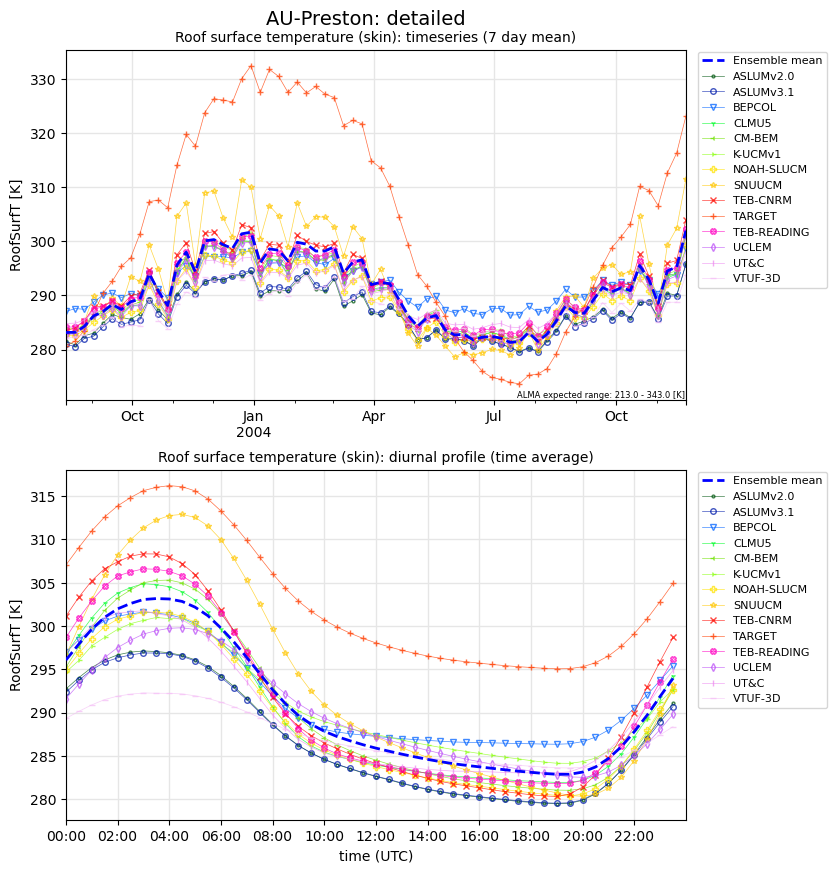 AU-Preston: detailed
Roof surface temperature (skin): timeseries (7 day mean)
RoofSurfT [K]
330
320
310
300
290
280
Oct
Jan
2004
Apr
Jul
Oct
ALMA expected range: 213.0 - 343.0 [K]
Ensemble mean
ASLUMv2.0
ASLUMv3.1
BEPCOL
CLMU5
CM-BEM
K-UCMv1
NOAH-SLUCM
SNUUCM
TEB-CNRM
TARGET
TEB-READING
UCLEM
UT&C
VTUF-3D
Roof surface temperature (skin): diurnal profile (time average)
RoofSurfT [K]
315
310
305
300
295
290
285
280
00:00
02:00
04:00
06:00
08:00
10:00
12:00
14:00
16:00
18:00
20:00
22:00
time (UTC)
Ensemble mean
ASLUMv2.0
ASLUMv3.1
BEPCOL
CLMU5
CM-BEM
K-UCMv1
NOAH-SLUCM
SNUUCM
TEB-CNRM
TARGET
TEB-READING
UCLEM
UT&C
VTUF-3D